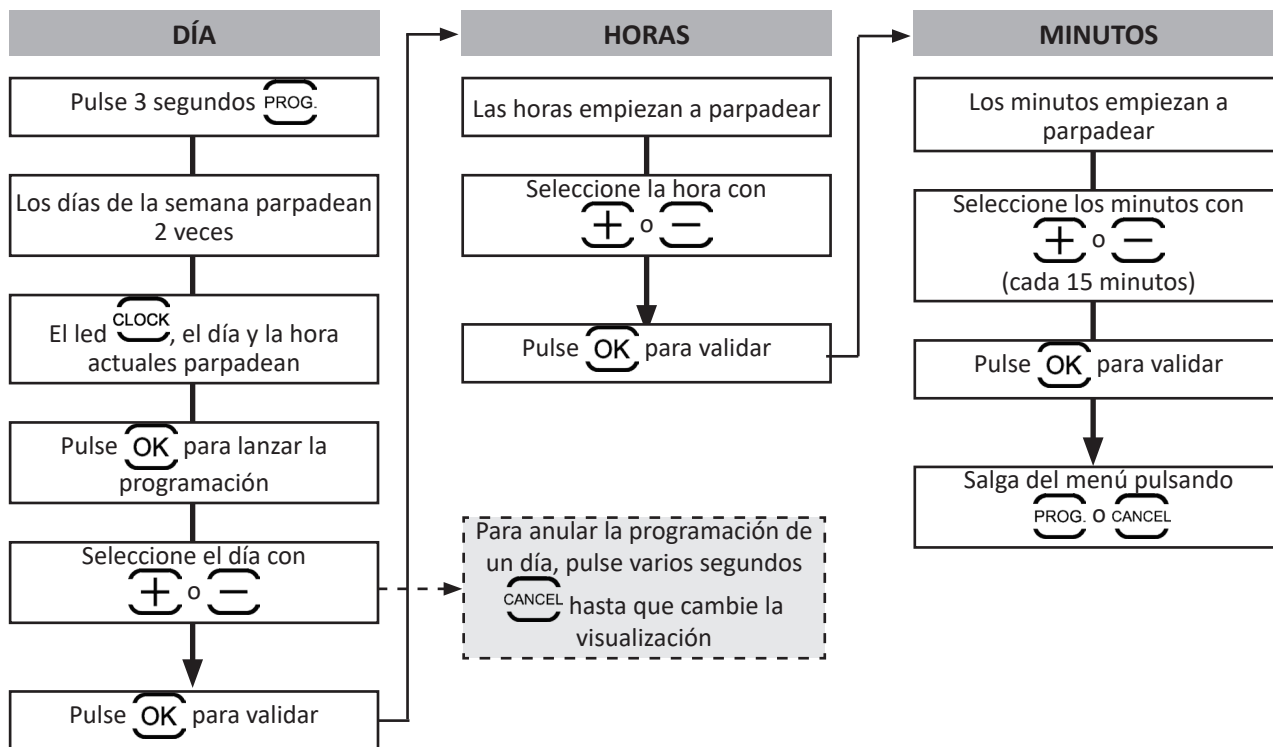 DÍA
Pulse 3 segundos PROG.
Los días de la semana parpadean
2 veces
El led CLOCK, el día y la hora
actuales parpadean
Pulse OK para lanzar la
programación
Seleccione el día con
+ o −
Pulse OK para validar
Para anular la programación de
un día, pulse varios segundos
CANCEL hasta que cambie la
visualización
HORAS
Las horas empiezan a parpadear
Seleccione la hora con
+ o −
Pulse OK para validar
MINUTOS
Los minutos empiezan a
parpadear
Seleccione los minutos con
+ o −
(cada 15 minutos)
Pulse OK para validar
Salga del menú pulsando
PROG. o CANCEL